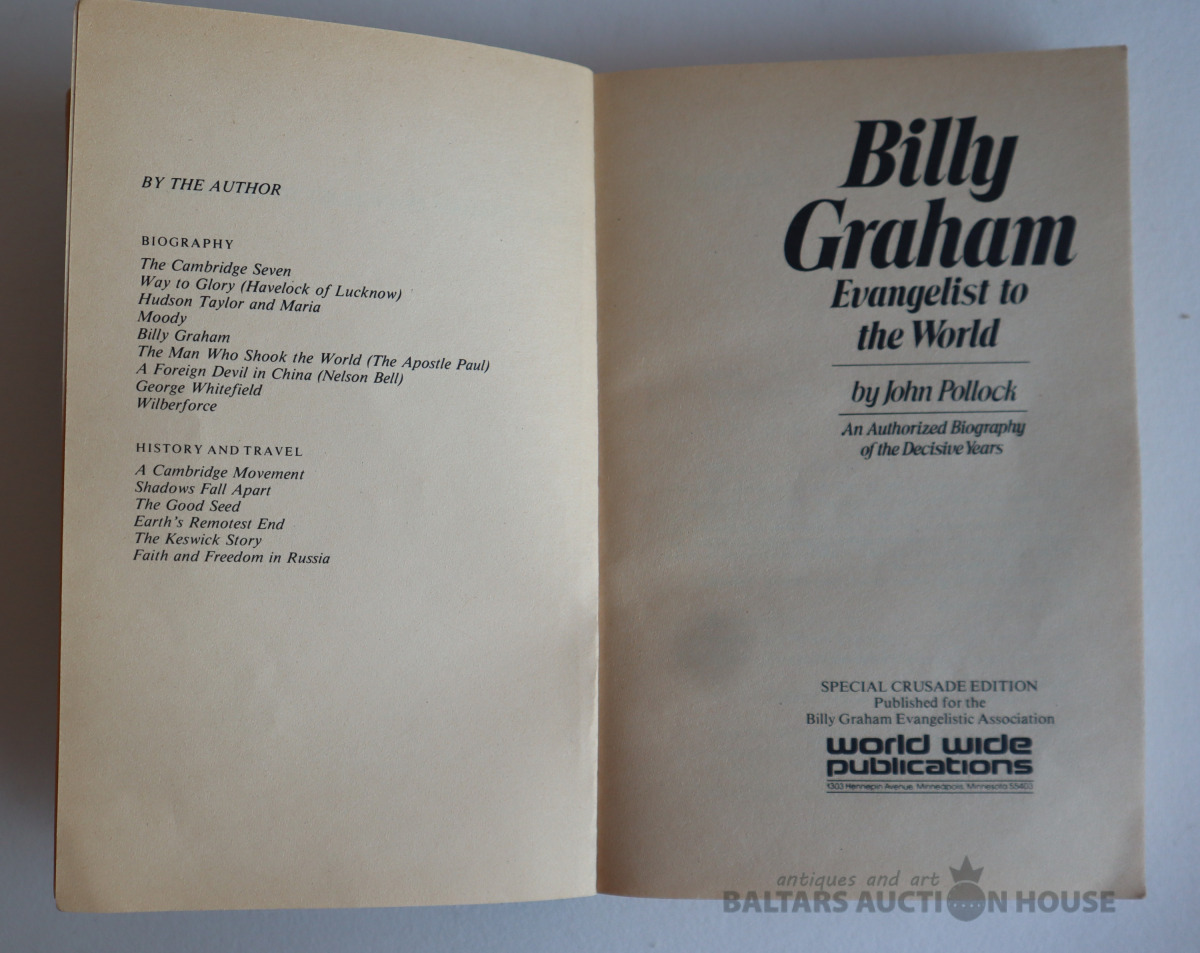 BY THE AUTHOR
BIOGRAPHY
The Cambridge Seven
Way to Glory (Havelock of Lucknow)
Hudson Taylor and Maria
Moody
Billy Graham
The Man Who Shook the World (The Apostle Paul)
A Foreign Devil in China (Nelson Bell)
George Whitefield
Wilberforce
HISTORY AND TRAVEL
A Cambridge Movement
Shadows Fall Apart
The Good Seed
Earth's Remotest End
The Keswick Story
Faith and Freedom in Russia
Billy
Graham
Evangelist to
the World
by John Pollock
An Authorized Biography
of the Decisive Years
SPECIAL CRUSADE EDITION
Published for the
Billy Graham Evangelistic Association
world wide
publications
1303 Hennepin Avenue, Minneapolis, Minnesota 55403
antiques and art
BALTARS AUCTION HOUSE